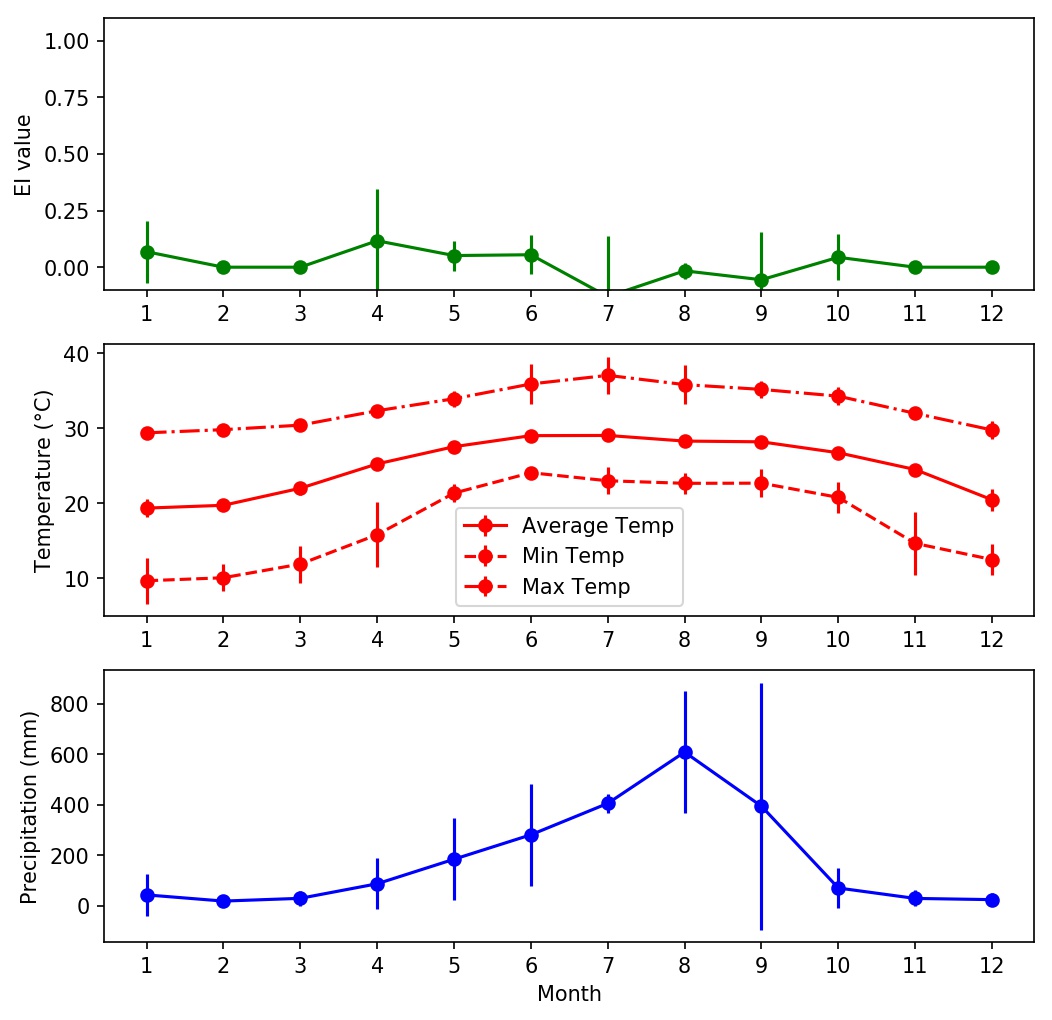 EI value
1.00
0.75
0.50
0.25
0.00
1 2 3 4 5 6 7 8 9 10 11 12
Temperature (°C)
40
30
20
10
Average Temp
Min Temp
Max Temp
1 2 3 4 5 6 7 8 9 10 11 12
Precipitation (mm)
800
600
400
200
0
1 2 3 4 5 6 7 8 9 10 11 12
Month